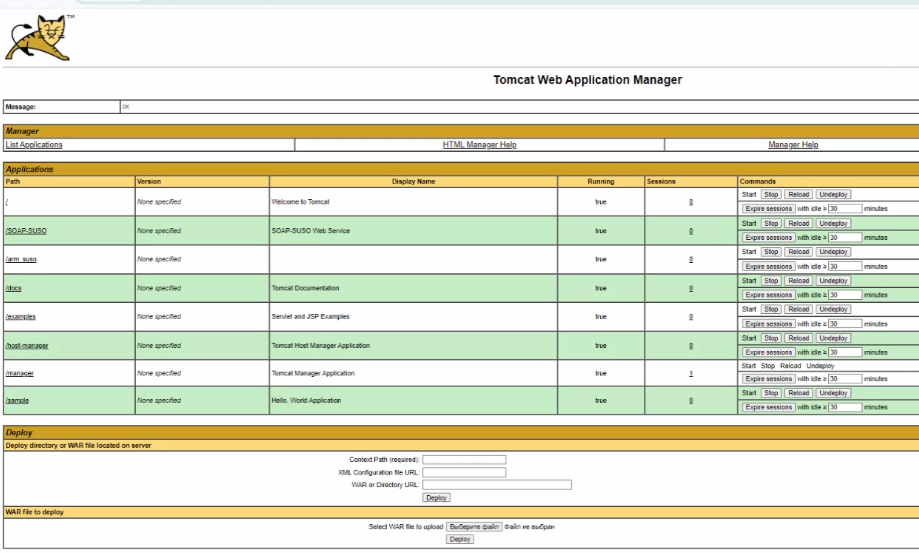 TM
Tomcat Web Application Manager
Message: OK
Manager
List Applications HTML Manager Help Manager Help
Applications
Path Version Display Name Running Sessions Commands
/ None specified Welcome to Tomcat true 0 Start Stop Reload Undeploy
Expire sessions with idle ≥ 30 minutes
/SOAP-SUSO None specified SOAP-SUSO Web Service true 0 Start Stop Reload Undeploy
Expire sessions with idle ≥ 30 minutes
/arm_suso None specified true 0 Start Stop Reload Undeploy
Expire sessions with idle ≥ 30 minutes
/docs None specified Tomcat Documentation true 0 Start Stop Reload Undeploy
Expire sessions with idle ≥ 30 minutes
/examples None specified Servlet and JSP Examples true 0 Start Stop Reload Undeploy
Expire sessions with idle ≥ 30 minutes
/host-manager None specified Tomcat Host Manager Application true 0 Start Stop Reload Undeploy
Expire sessions with idle ≥ 30 minutes
/manager None specified Tomcat Manager Application true 1 Start Stop Reload Undeploy
Expire sessions with idle ≥ 30 minutes
/sample None specified Hello, World Application true 0 Start Stop Reload Undeploy
Expire sessions with idle ≥ 30 minutes
Deploy
Deploy directory or WAR file located on server
Context Path (required):
XML Configuration file URL:
WAR or Directory URL:
Deploy
WAR file to deploy
Select WAR file to upload Выберите файл Файл не выбран
Deploy